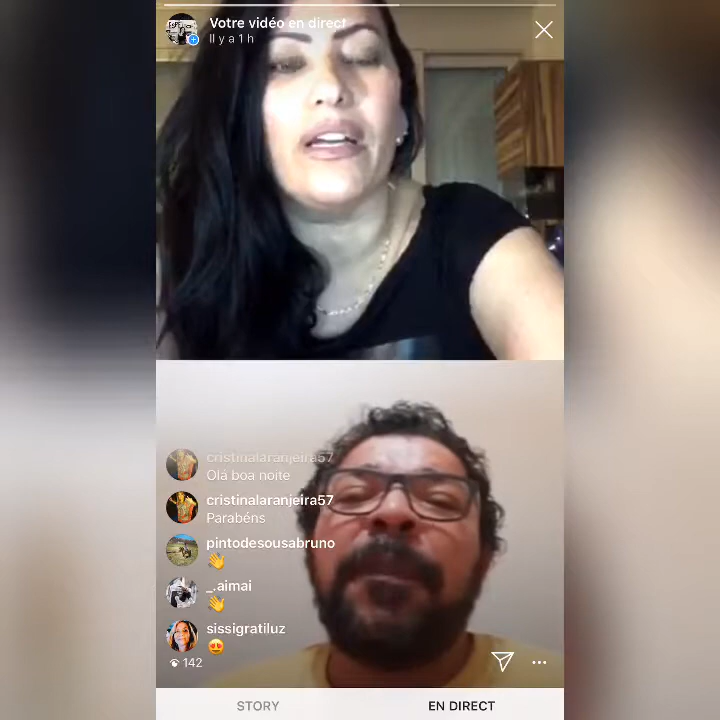 Votre vidéo en direct
Il y a 1 h
cristinalaranjeira57
Olá boa noite
cristinalaranjeira57
Parabéns
pintodesousabruno
👋
_.aimai
👋
sissigratiluz
😍
142
STORY
EN DIRECT